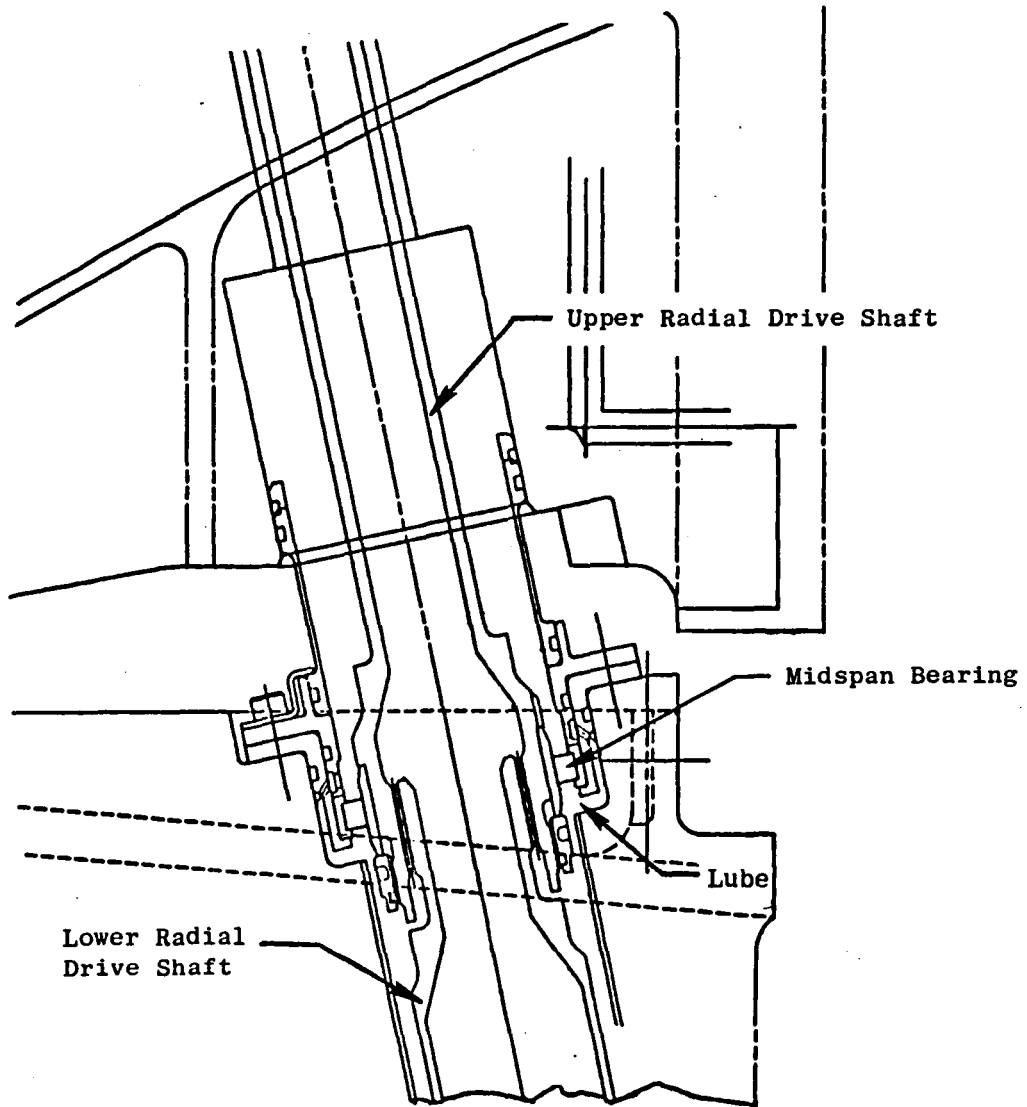 Upper Radial Drive Shaft
Midspan Bearing
Lube
Lower Radial
Drive Shaft